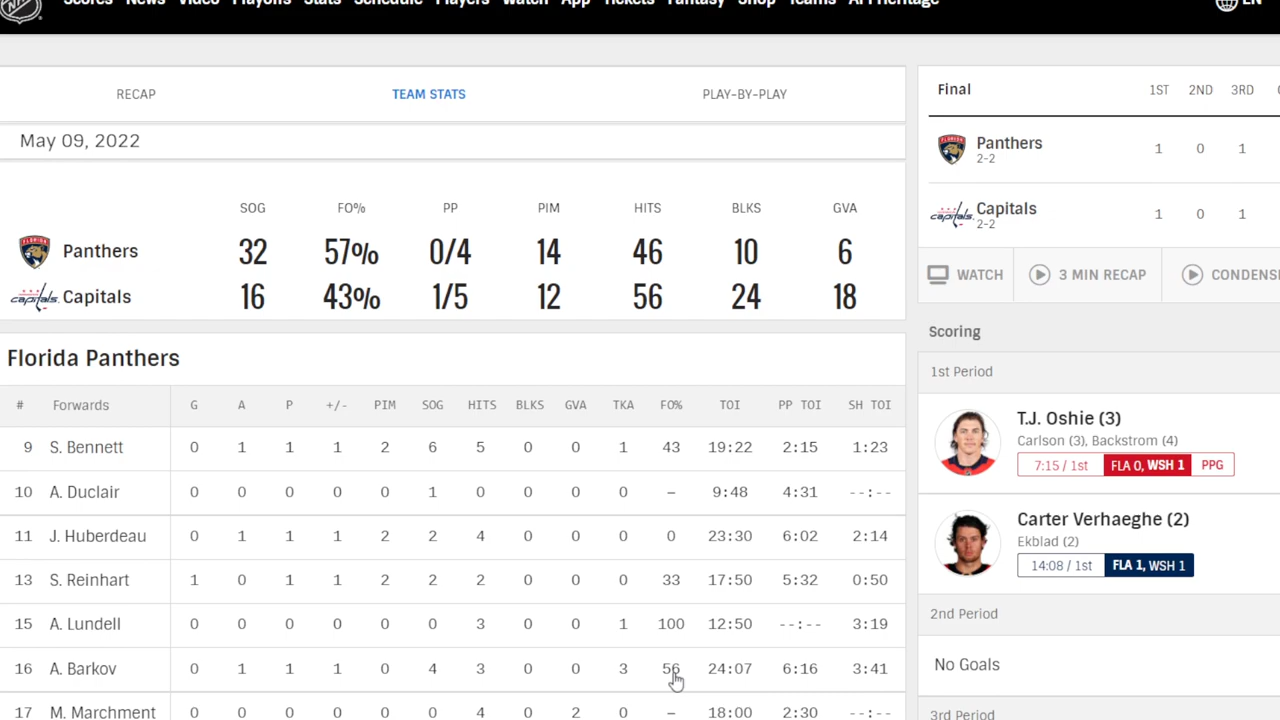 Scores News Video Playoffs Stats Schedule Players Watch App Tickets Fantasy Shop Teams
EN
RECAP TEAM STATS PLAY-BY-PLAY
May 09, 2022
SOG FO% PP PIM HITS BLKS GVA
Panthers 32 57% 0/4 14 46 10 6
Capitals 16 43% 1/5 12 56 24 18
Florida Panthers
# Forwards G A P +/- PIM SOG HITS BLKS GVA TKA FO% TOI PP TOI SH TOI
9 S. Bennett 0 1 1 1 2 6 5 0 0 1 43 19:22 2:15 1:23
10 A. Duclair 0 0 0 0 0 1 0 0 0 0 – 9:48 4:31 --:--
11 J. Huberdeau 0 1 1 1 2 2 4 0 0 0 0 23:30 6:02 2:14
13 S. Reinhart 1 0 1 1 2 2 2 0 0 0 33 17:50 5:32 0:50
15 A. Lundell 0 0 0 0 0 0 3 0 0 1 100 12:50 --:-- 3:19
16 A. Barkov 0 1 1 1 0 4 3 0 0 3 56 24:07 6:16 3:41
17 M. Marchment 0 0 0 0 0 0 4 0 2 0 – 18:00 2:30 --:--
Final 1ST 2ND 3RD
Panthers 1 0 1
2-2
Capitals 1 0 1
2-2
WATCH 3 MIN RECAP CONDENS
Scoring
1st Period
T.J. Oshie (3)
Carlson (3), Backstrom (4)
7:15 / 1st FLA 0, WSH 1 PPG
Carter Verhaeghe (2)
Ekblad (2)
14:08 / 1st FLA 1, WSH 1
2nd Period
No Goals
3rd Period